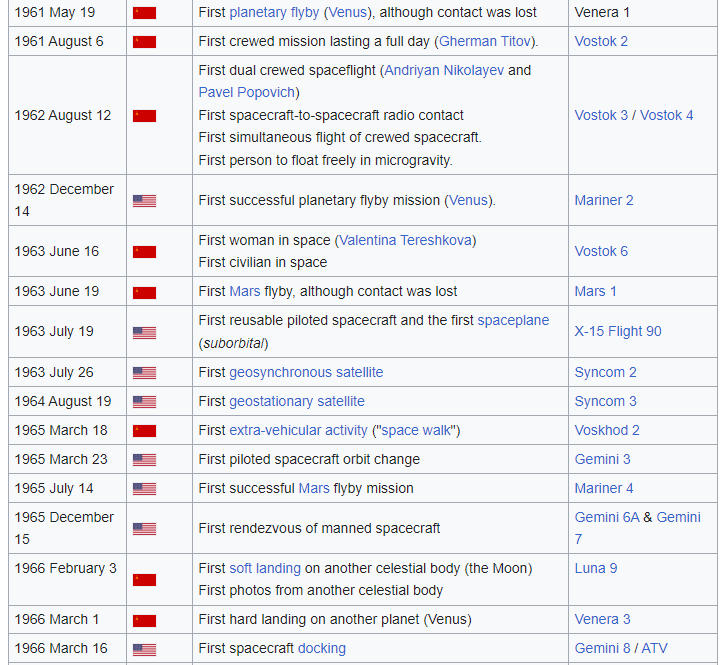 1961 May 19 First planetary flyby (Venus), although contact was lost Venera 1
1961 August 6 First crewed mission lasting a full day (Gherman Titov). Vostok 2
1962 August 12 First dual crewed spaceflight (Andriyan Nikolayev and
Pavel Popovich)
First spacecraft-to-spacecraft radio contact
First simultaneous flight of crewed spacecraft.
First person to float freely in microgravity.
Vostok 3 / Vostok 4
1962 December
14
First successful planetary flyby mission (Venus). Mariner 2
1963 June 16 First woman in space (Valentina Tereshkova)
First civilian in space
Vostok 6
1963 June 19 First Mars flyby, although contact was lost Mars 1
1963 July 19 First reusable piloted spacecraft and the first spaceplane
(suborbital)
X-15 Flight 90
1963 July 26 First geosynchronous satellite Syncom 2
1964 August 19 First geostationary satellite Syncom 3
1965 March 18 First extra-vehicular activity ("space walk") Voskhod 2
1965 March 23 First piloted spacecraft orbit change Gemini 3
1965 July 14 First successful Mars flyby mission Mariner 4
1965 December
15
First rendezvous of manned spacecraft
Gemini 6A & Gemini
7
1966 February 3 First soft landing on another celestial body (the Moon)
First photos from another celestial body
Luna 9
1966 March 1 First hard landing on another planet (Venus) Venera 3
1966 March 16 First spacecraft docking Gemini 8 / ATV